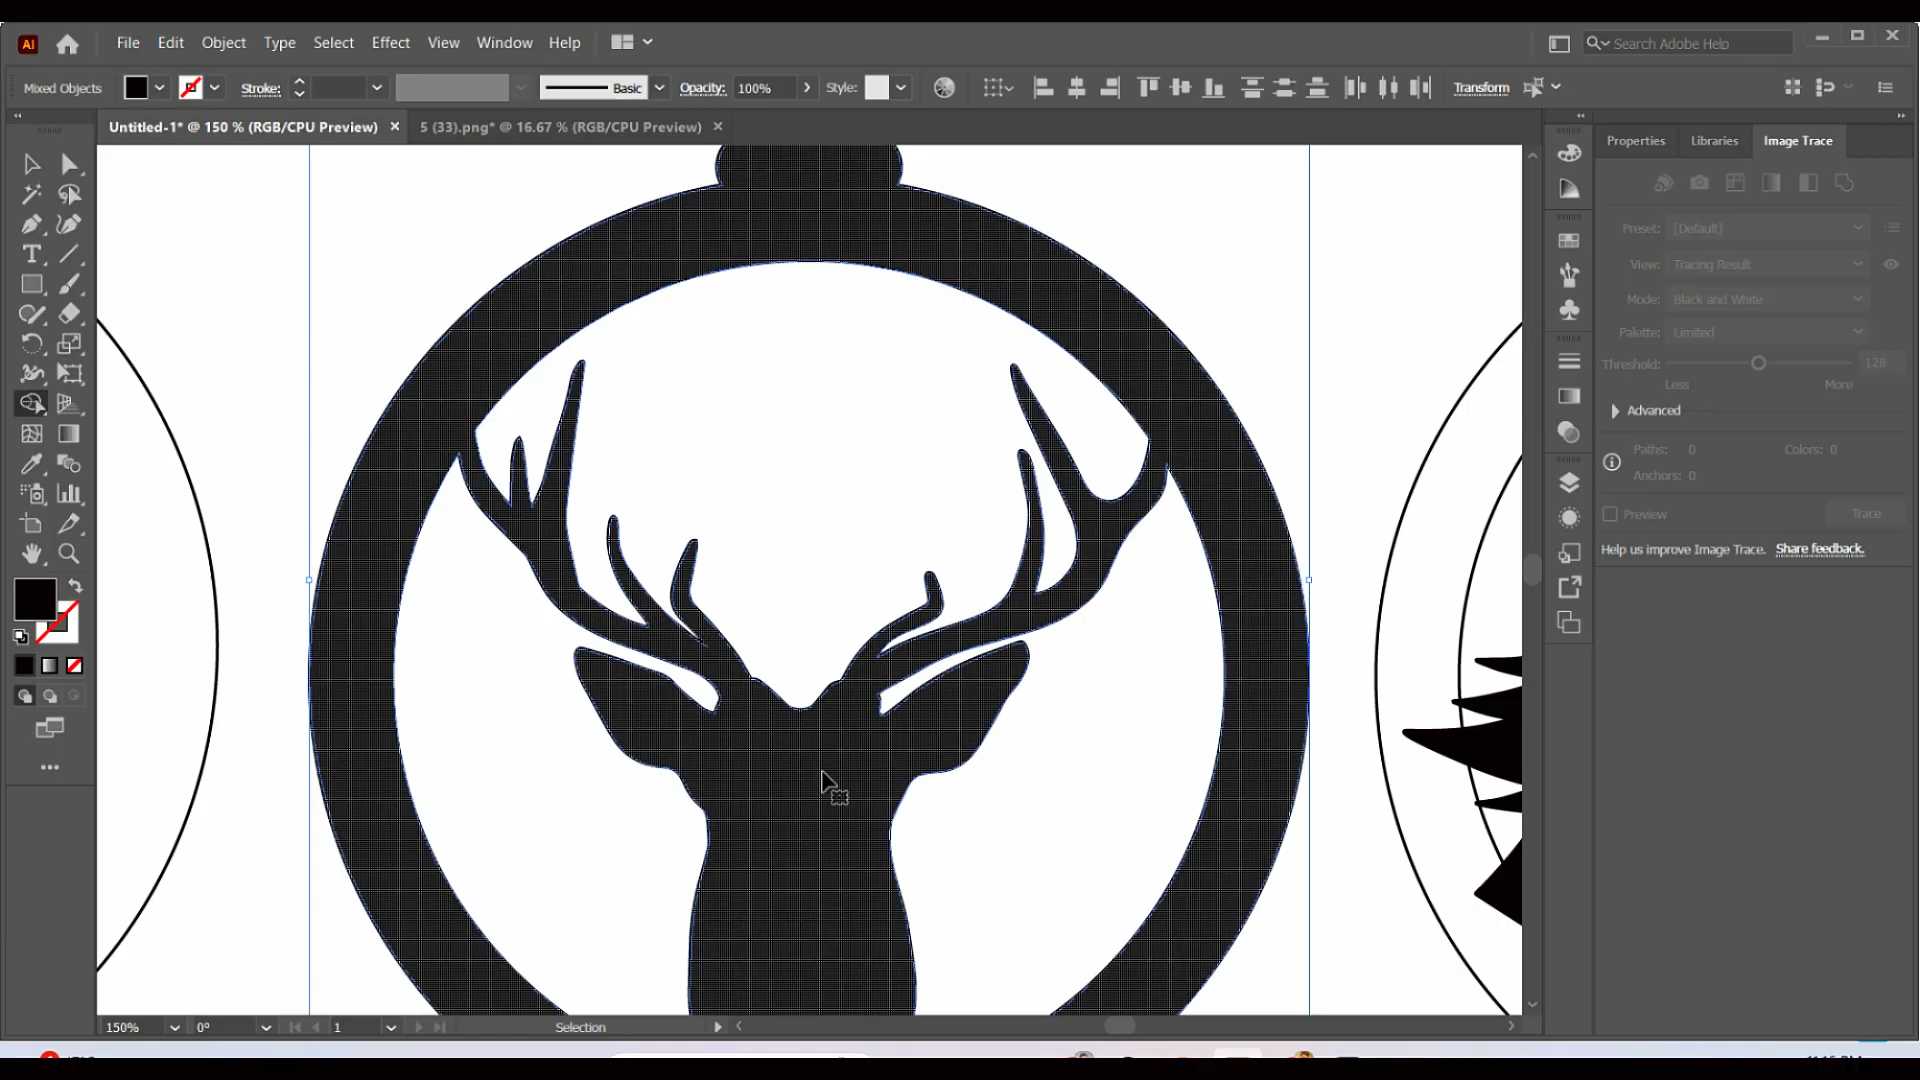 Ai File Edit Object Type Select Effect View Window Help Search Adobe Help
Mixed Objects Stroke: Basic Opacity: 100% Style: Transform
Untitled-1* @ 150 % (RGB/CPU Preview) 5 (33).png* @ 16.67 % (RGB/CPU Preview)
Properties Libraries Image Trace
Preset: [Default]
View: Tracing Result
Mode: Black and White
Palette: Limited
Threshold: 128
Less More
Advanced
Paths: 0 Colors: 0
Anchors: 0
Preview Trace
Help us improve Image Trace. Share feedback.
150% 0° 1 Selection